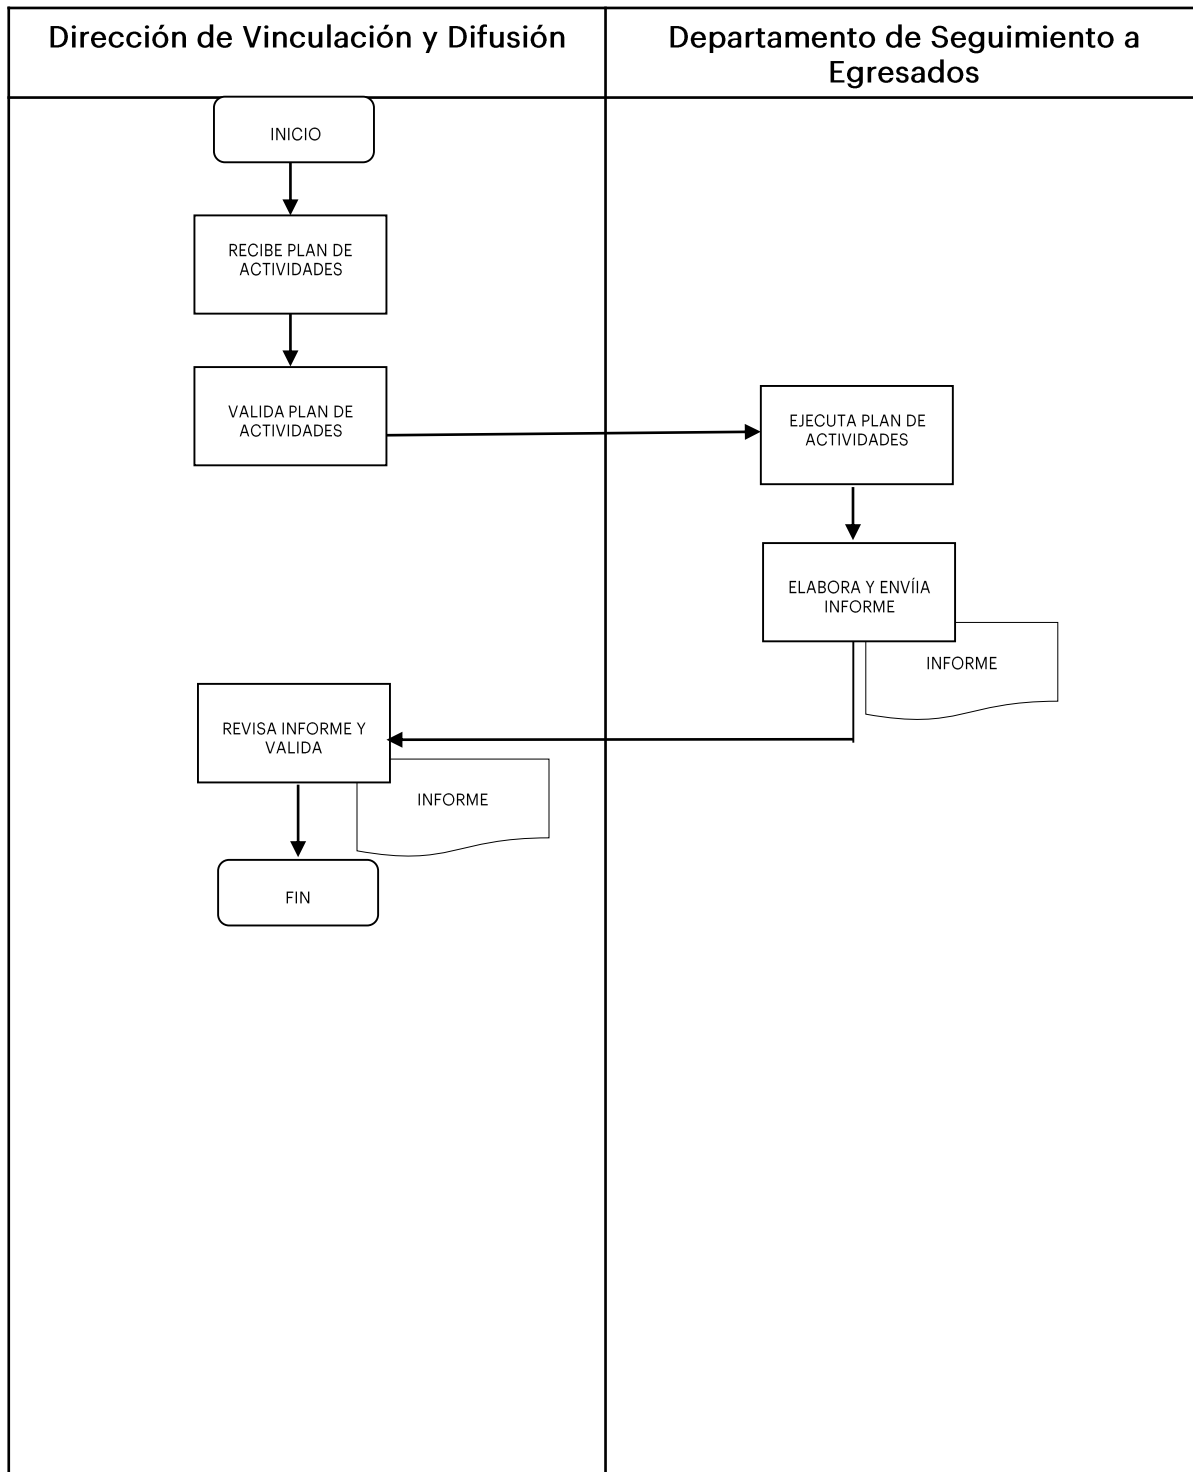 Dirección de Vinculación y Difusión
Departamento de Seguimiento a
Egresados
INICIO
RECIBE PLAN DE
ACTIVIDADES
VALIDA PLAN DE
ACTIVIDADES
EJECUTA PLAN DE
ACTIVIDADES
ELABORA Y ENVÍIA
INFORME
INFORME
REVISA INFORME Y
VALIDA
INFORME
FIN